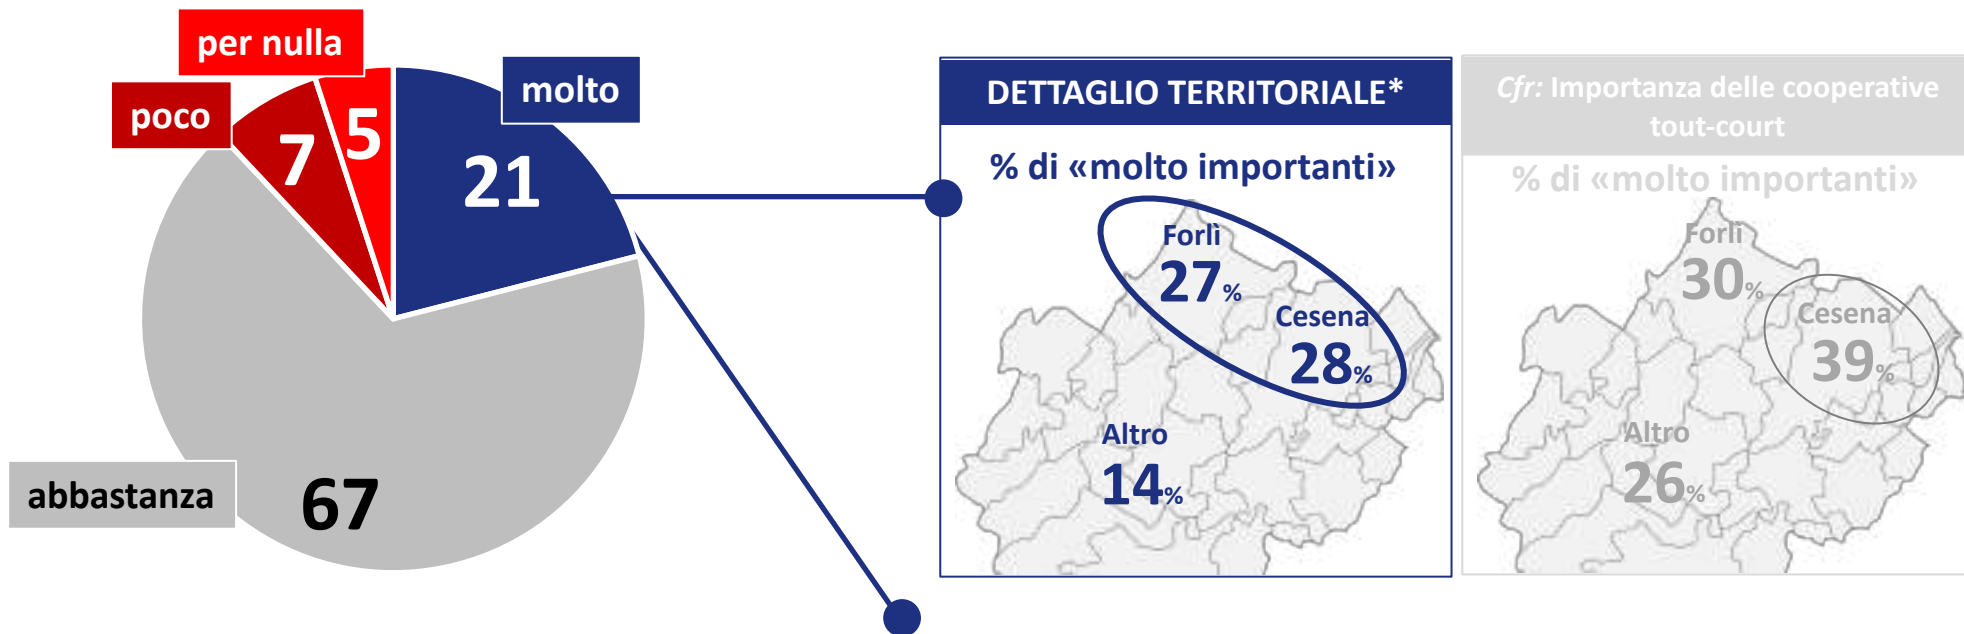 per nulla
molto
poco
7
5
21
abbastanza
67
DETTAGLIO TERRITORIALE*
% di «molto importanti»
Forlì
27%
Cesena
28%
Altro
14%
Cfr: Importanza delle cooperative
tout-court
% di «molto importanti»
Forlì
30%
Cesena
39%
Altro
26%